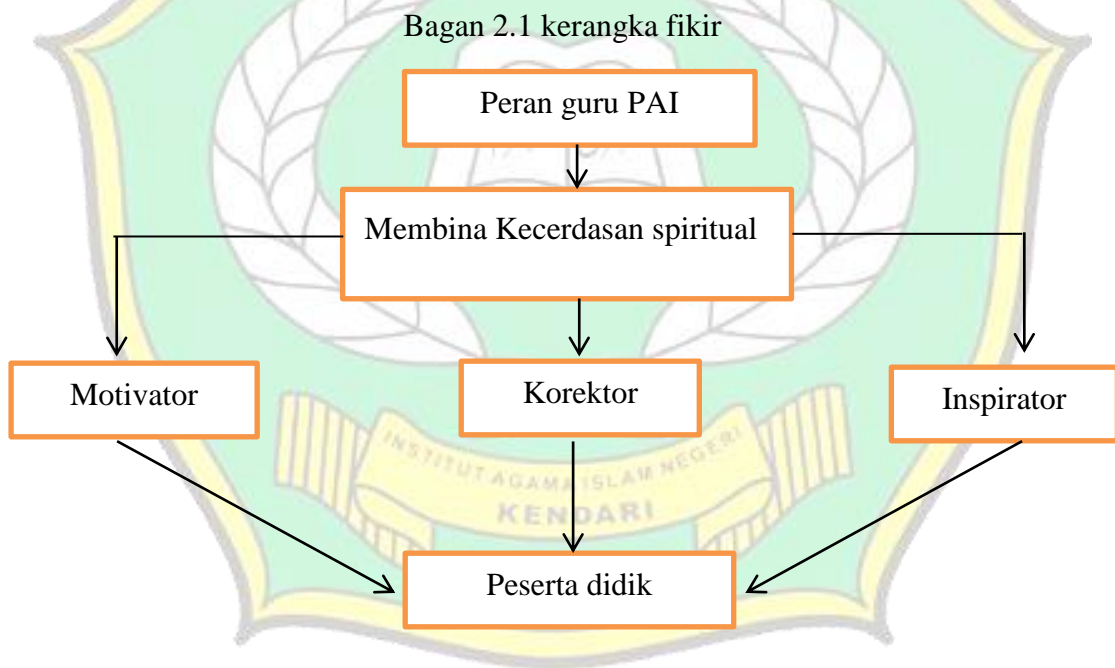 Bagan 2.1 kerangka fikir
Peran guru PAI
Membina Kecerdasan spiritual
Motivator
Korektor
Inspirator
INSTITUT AGAMA ISLAM NEGERI
KENDARI
Peserta didik